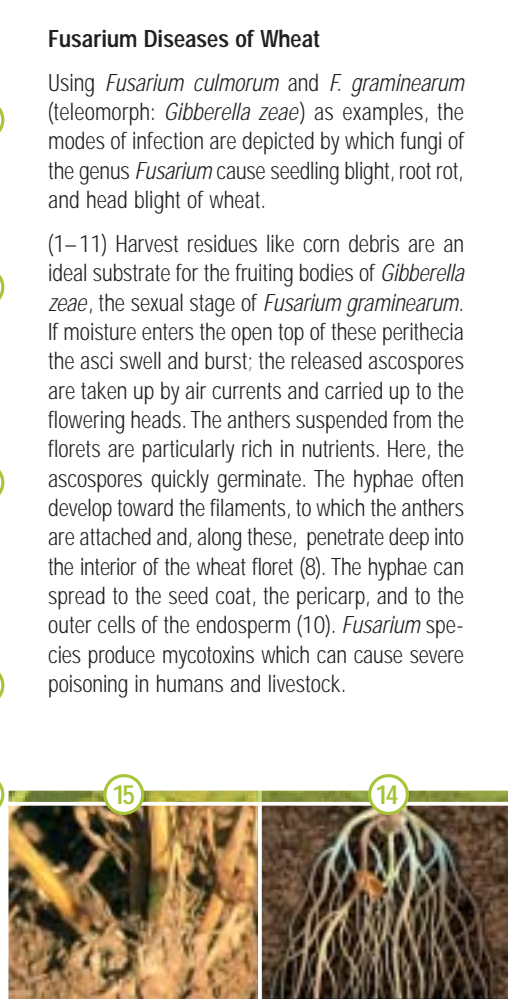 Fusarium Diseases of Wheat
Using Fusarium culmorum and F. graminearum
(teleomorph: Gibberella zeae) as examples, the
modes of infection are depicted by which fungi of
the genus Fusarium cause seedling blight, root rot,
and head blight of wheat.
(1–11) Harvest residues like corn debris are an
ideal substrate for the fruiting bodies of Gibberella
zeae, the sexual stage of Fusarium graminearum.
If moisture enters the open top of these perithecia
the asci swell and burst; the released ascospores
are taken up by air currents and carried up to the
flowering heads. The anthers suspended from the
florets are particularly rich in nutrients. Here, the
ascospores quickly germinate. The hyphae often
develop toward the filaments, to which the anthers
are attached and, along these, penetrate deep into
the interior of the wheat floret (8). The hyphae can
spread to the seed coat, the pericarp, and to the
outer cells of the endosperm (10). Fusarium spe-
cies produce mycotoxins which can cause severe
poisoning in humans and livestock.
15 14